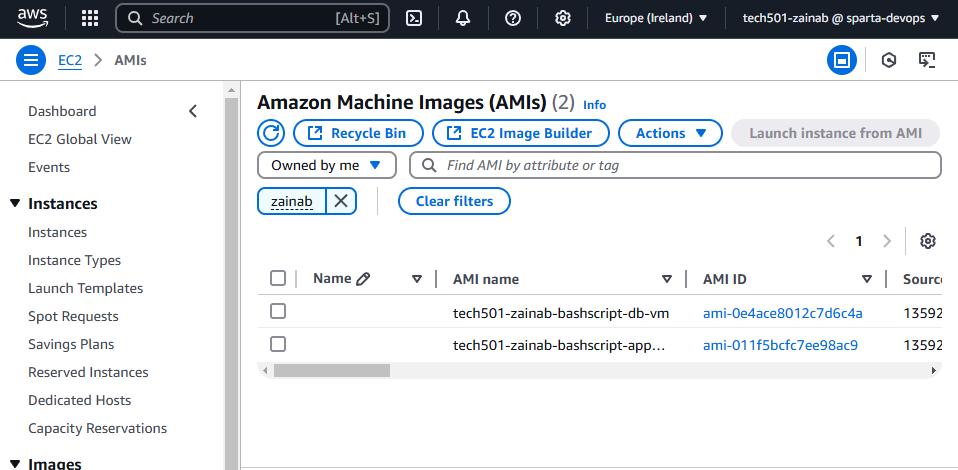 aws
Search [Alt+S]
Europe (Ireland)
tech501-zainab @ sparta-devops
EC2 > AMIs
Dashboard
EC2 Global View
Events
Instances
Instances
Instance Types
Launch Templates
Spot Requests
Savings Plans
Reserved Instances
Dedicated Hosts
Capacity Reservations
Images
Amazon Machine Images (AMIs) (2) Info
Recycle Bin
EC2 Image Builder
Actions
Launch instance from AMI
Owned by me
Find AMI by attribute or tag
zainab
Clear filters
1
Name AMI name AMI ID Source
tech501-zainab-bashscript-db-vm ami-0e4ace8012c7d6c4a 13592
tech501-zainab-bashscript-app… ami-011f5bcfc7ee98ac9 13592